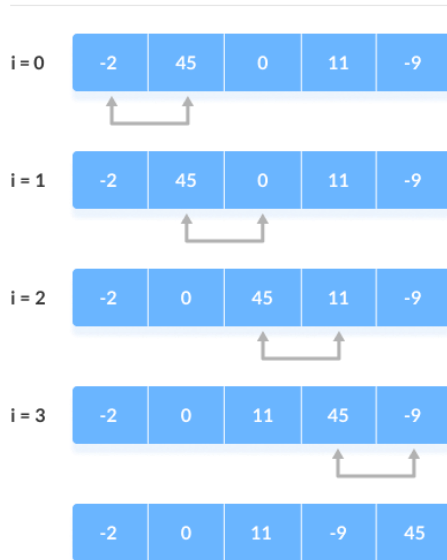 i = 0 -2 45 0 11 -9
i = 1 -2 45 0 11 -9
i = 2 -2 0 45 11 -9
i = 3 -2 0 11 45 -9
-2 0 11 -9 45